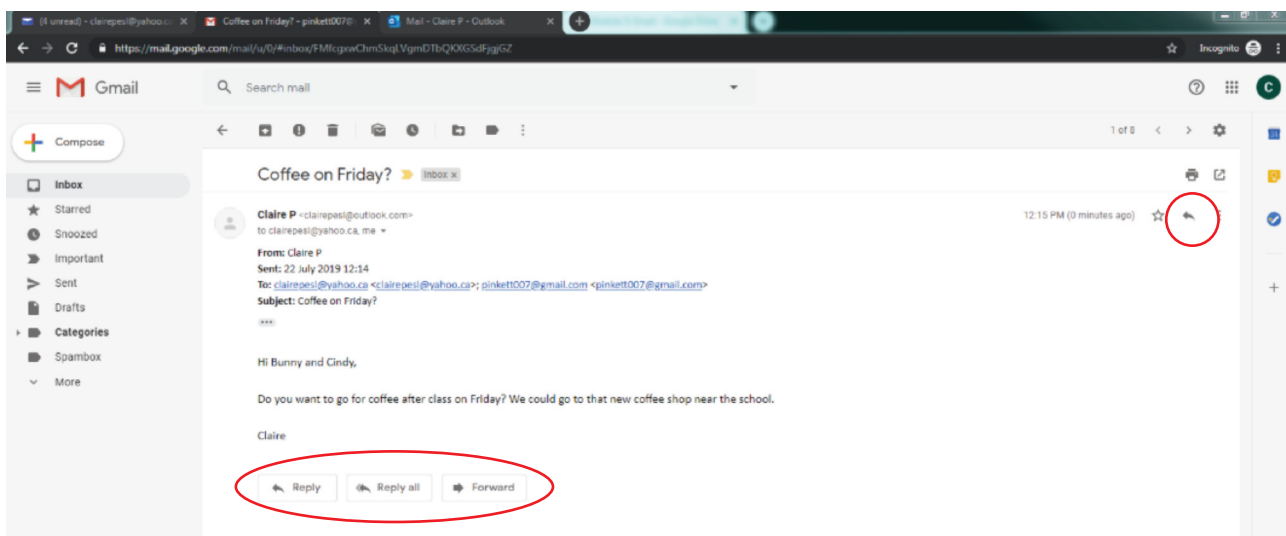 (4 unread) - clairepesl@yahoo.c
Coffee on Friday? - pinkett007@
Mail - Claire P - Outlook
https://mail.google.com/mail/u/0/#inbox/
Incognito
Gmail
Search mail
C
Compose
1 of 8
Inbox
Starred
Snoozed
Important
Sent
Drafts
Categories
Spambox
More
Coffee on Friday? Inbox x
Claire P <clairepesl@outlook.com>
12:15 PM (0 minutes ago)
to clairepesl@yahoo.ca, me
From: Claire P
Sent: 22 July 2019 12:14
To: clairepesl@yahoo.ca <clairepesl@yahoo.ca>; pinkett007@gmail.com <pinkett007@gmail.com>
Subject: Coffee on Friday?
Hi Bunny and Cindy,
Do you want to go for coffee after class on Friday? We could go to that new coffee shop near the school.
Claire
Reply Reply all Forward